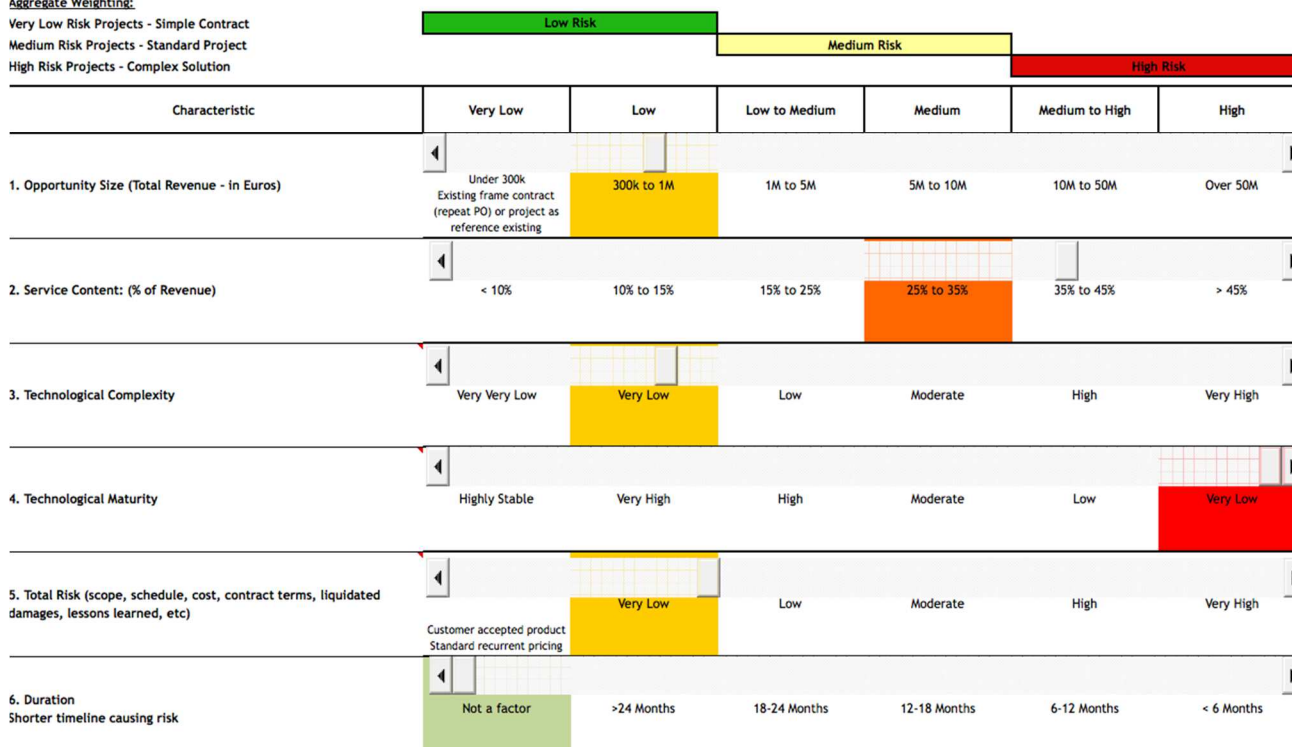 Aggregate Weighting:
Very Low Risk Projects - Simple Contract
Low Risk
Medium Risk Projects - Standard Project
Medium Risk
High Risk Projects - Complex Solution
High Risk
Characteristic
Very Low
Low
Low to Medium
Medium
Medium to High
High
1. Opportunity Size (Total Revenue - in Euros)
Under 300k
Existing frame contract
(repeat PO) or project as
reference existing
300k to 1M
1M to 5M
5M to 10M
10M to 50M
Over 50M
2. Service Content: (% of Revenue)
< 10%
10% to 15%
15% to 25%
25% to 35%
35% to 45%
> 45%
3. Technological Complexity
Very Very Low
Very Low
Low
Moderate
High
Very High
4. Technological Maturity
Highly Stable
Very High
High
Moderate
Low
Very Low
5. Total Risk (scope, schedule, cost, contract terms, liquidated
damages, lessons learned, etc)
Customer accepted product
Standard recurrent pricing
Very Low
Low
Moderate
High
Very High
6. Duration
Shorter timeline causing risk
Not a factor
>24 Months
18-24 Months
12-18 Months
6-12 Months
< 6 Months